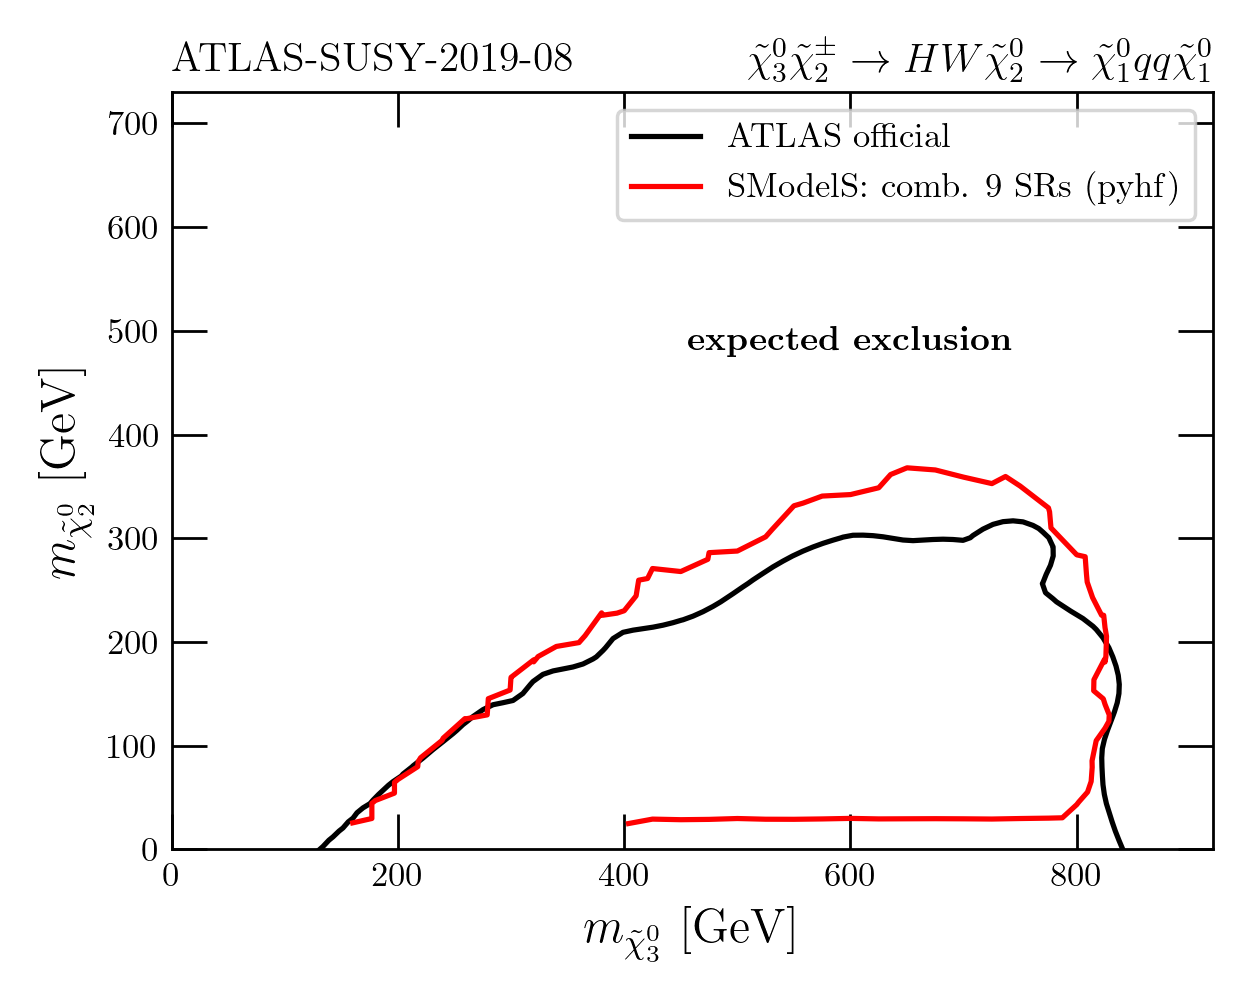 ATLAS-SUSY-2019-08 χ̃⁰₃χ̃±₂ → HWχ̃⁰₂ → χ̃⁰₁qqχ̃⁰₁
700
ATLAS official
SModelS: comb. 9 SRs (pyhf)
600
500
expected exclusion
400
300
200
100
0
m_χ̃⁰₂ [GeV]
0 200 400 600 800
m_χ̃⁰₃ [GeV]